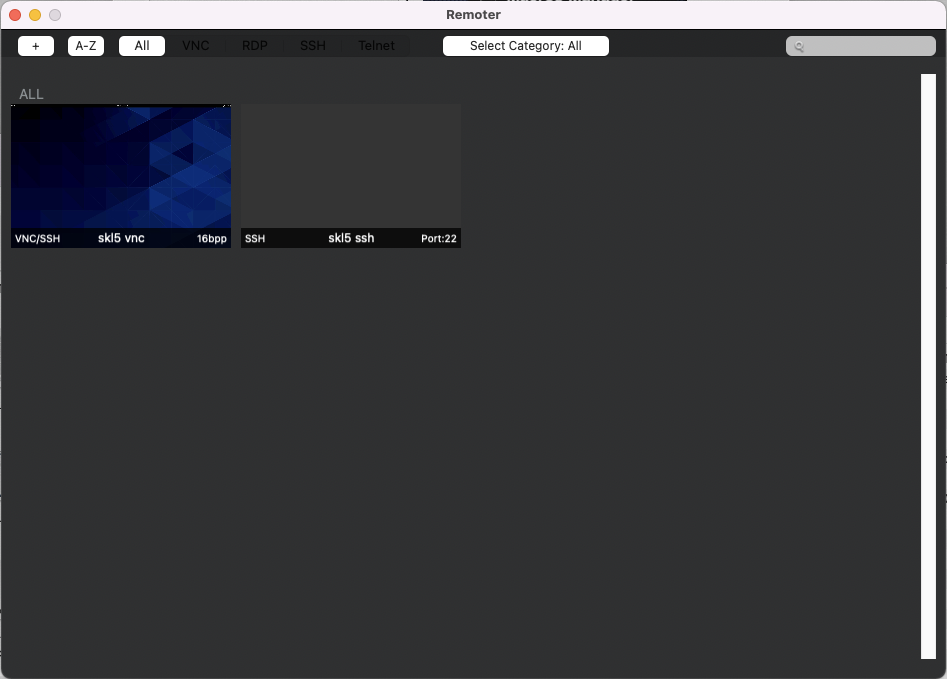 Remoter
+ A-Z All VNC RDP SSH Telnet Select Category: All
ALL
VNC/SSH skl5 vnc 16bpp
SSH skl5 ssh Port:22